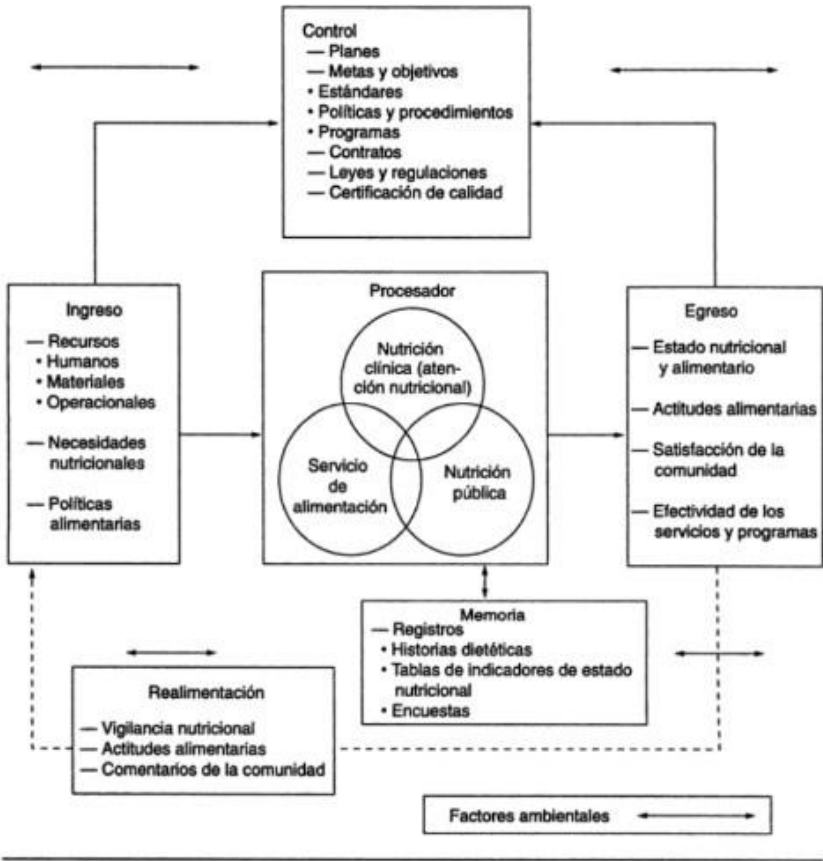 Control
— Planes
— Metas y objetivos
• Estándares
• Políticas y procedimientos
• Programas
— Contratos
— Leyes y regulaciones
— Certificación de calidad
Ingreso
— Recursos
• Humanos
• Materiales
• Operacionales
— Necesidades
nutricionales
— Políticas
alimentarias
Procesador
Nutrición
clínica (aten-
ción nutricional)
Servicio
de
alimentación
Nutrición
pública
Egreso
— Estado nutricional
y alimentario
— Actitudes alimentarias
— Satisfacción de la
comunidad
— Efectividad de los
servicios y programas
Memoria
— Registros
• Historias dietéticas
• Tablas de indicadores de estado
nutricional
• Encuestas
Realimentación
— Vigilancia nutricional
— Actitudes alimentarias
— Comentarios de la comunidad
Factores ambientales